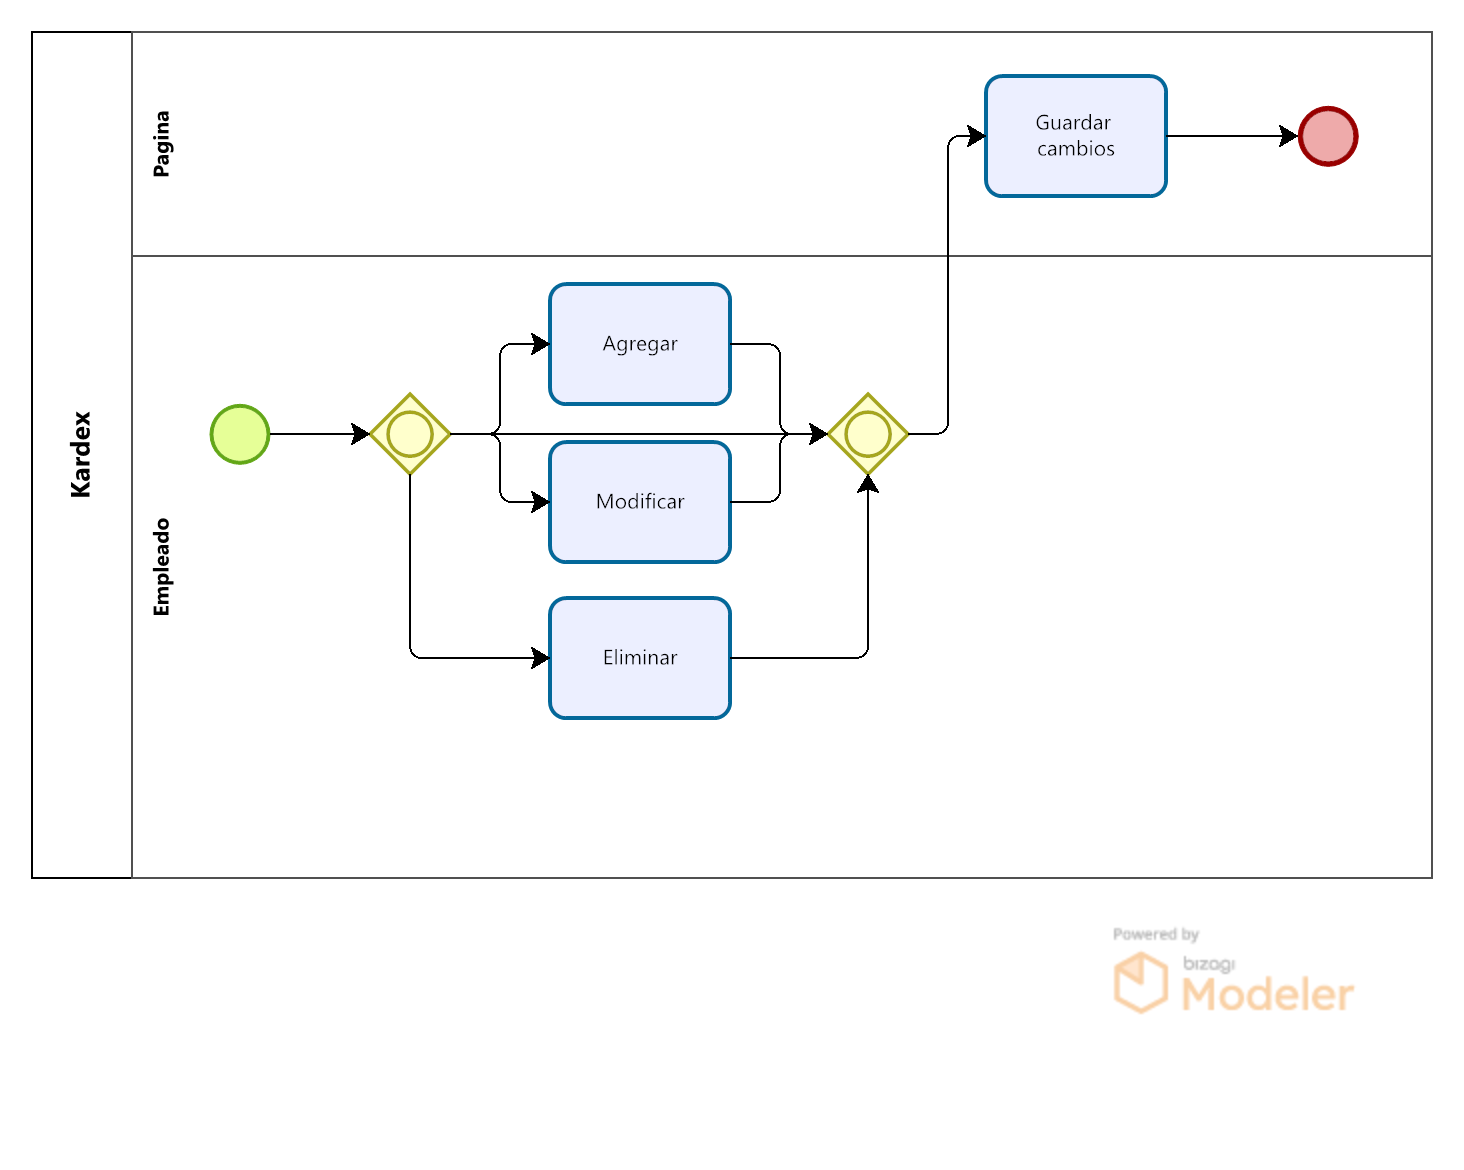 Kardex
Pagina
Guardar
cambios
Empleado
Agregar
Modificar
Eliminar
Powered by
bizagi
Modeler